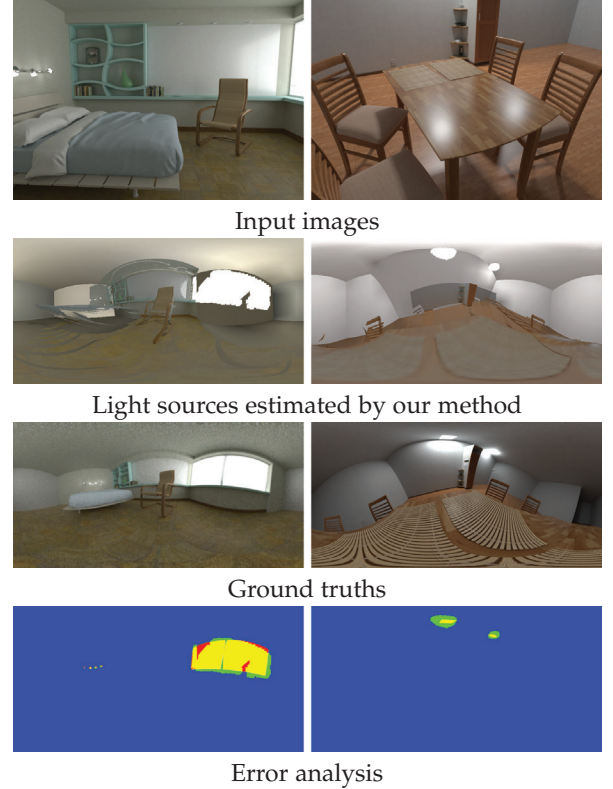 Input images
Light sources estimated by our method
Ground truths
Error analysis